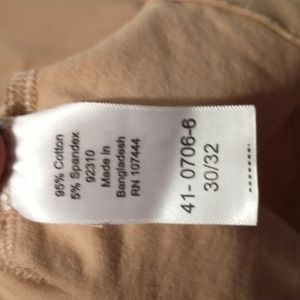 95% Cotton
5% Spandex
92310
Made In
Bangladesh
RN 107444
41- 0706-6
30/32